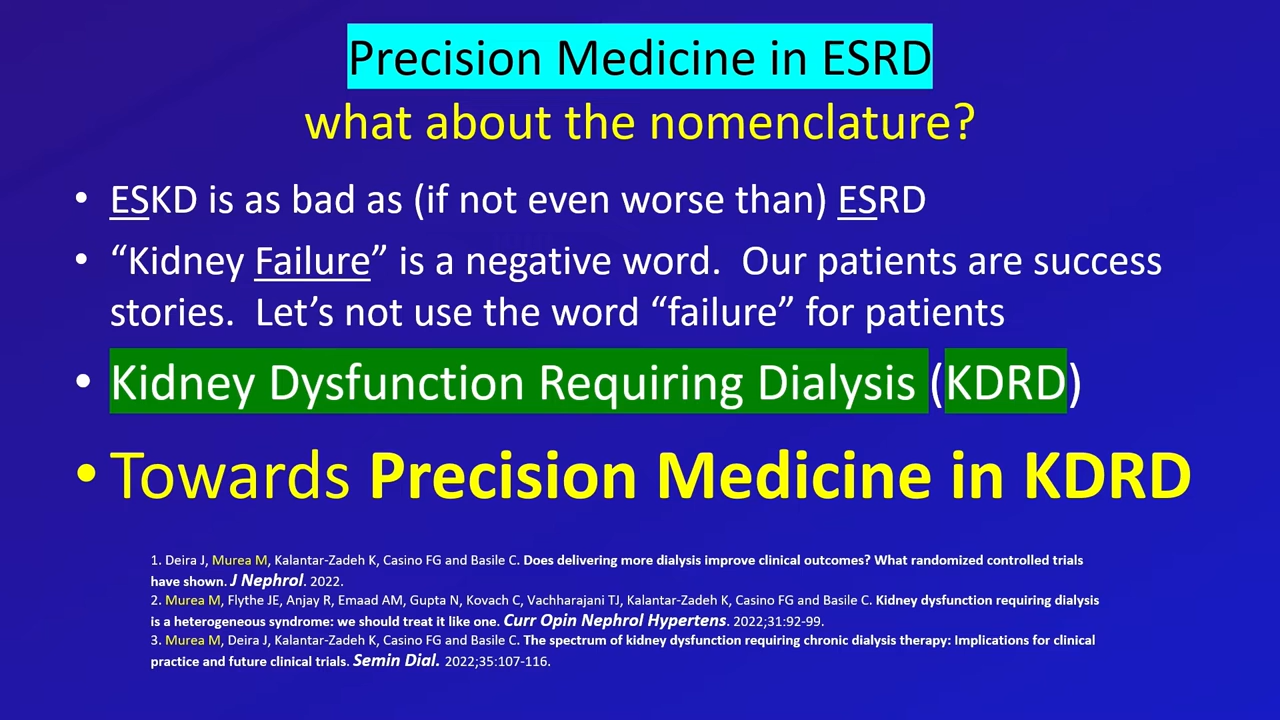 Precision Medicine in ESRD
what about the nomenclature?
• ESKD is as bad as (if not even worse than) ESRD
• “Kidney Failure” is a negative word.  Our patients are success
stories.  Let’s not use the word “failure” for patients
• Kidney Dysfunction Requiring Dialysis (KDRD)
• Towards Precision Medicine in KDRD
1. Deira J, Murea M, Kalantar-Zadeh K, Casino FG and Basile C. Does delivering more dialysis improve clinical outcomes? What randomized controlled trials
have shown. J Nephrol. 2022.
2. Murea M, Flythe JE, Anjay R, Emaad AM, Gupta N, Kovach C, Vachharajani TJ, Kalantar-Zadeh K, Casino FG and Basile C. Kidney dysfunction requiring dialysis
is a heterogeneous syndrome: we should treat it like one. Curr Opin Nephrol Hypertens. 2022;31:92-99.
3. Murea M, Deira J, Kalantar-Zadeh K, Casino FG and Basile C. The spectrum of kidney dysfunction requiring chronic dialysis therapy: Implications for clinical
practice and future clinical trials. Semin Dial. 2022;35:107-116.